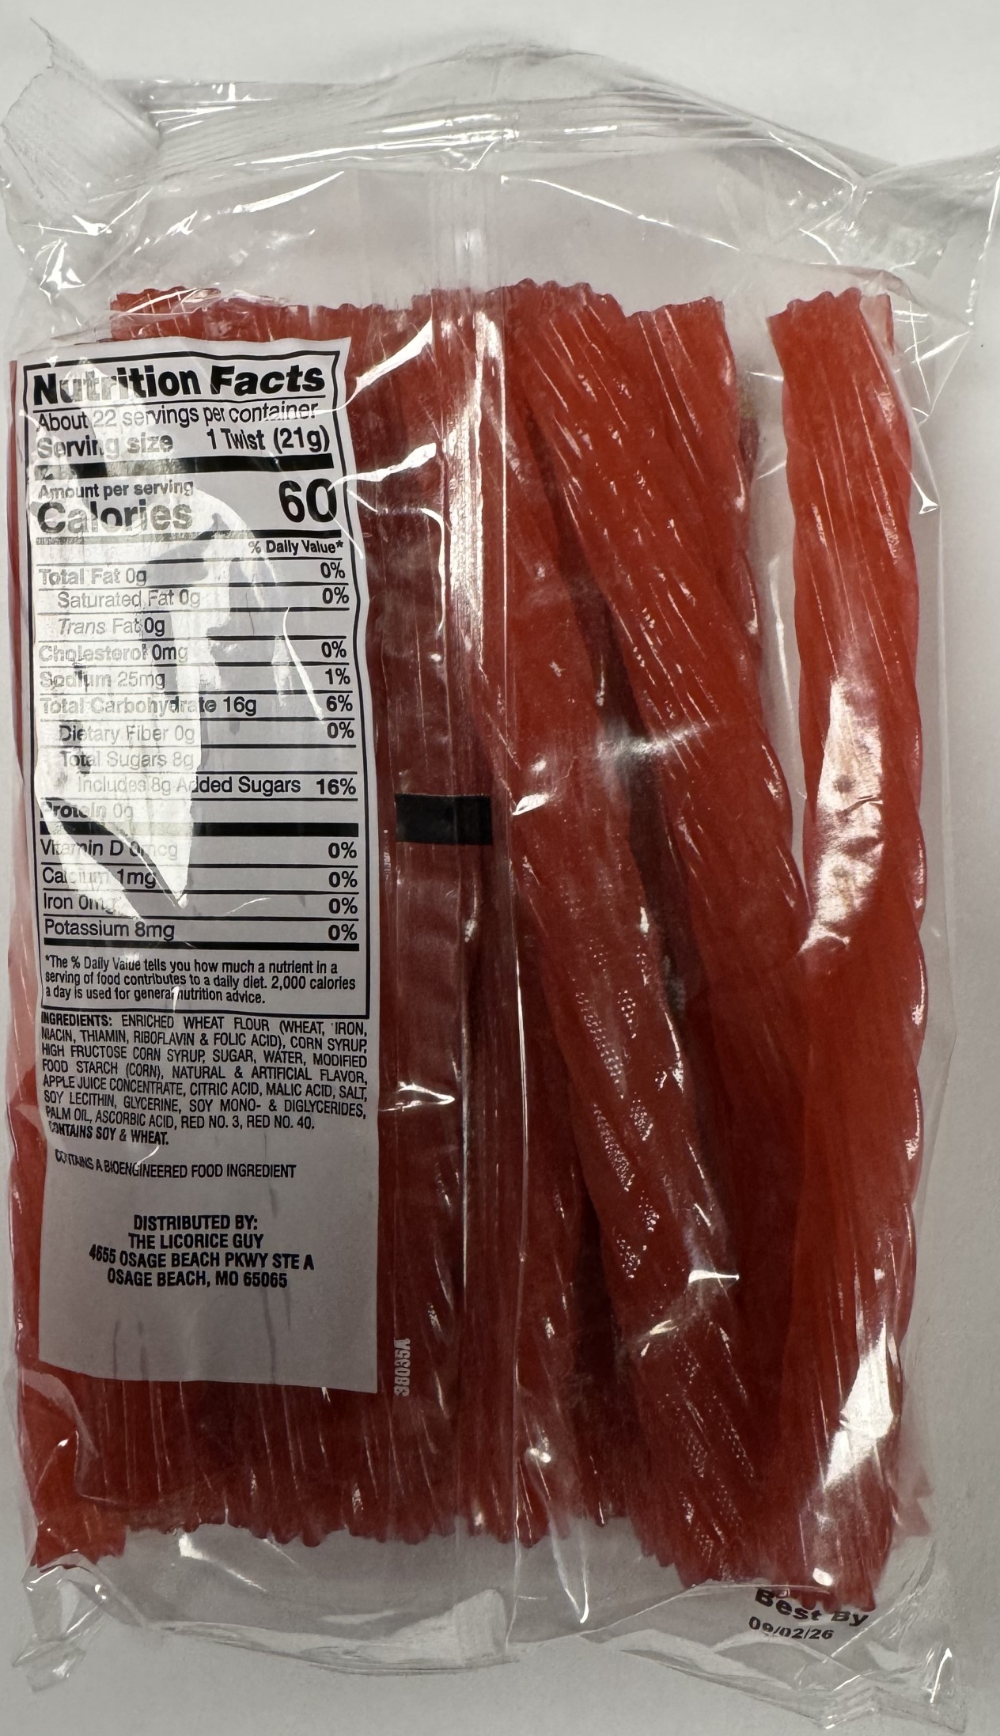 Nutrition Facts
About 22 servings per container
Serving size 1 Twist (21g)
Amount per serving
Calories 60
% Daily Value*
Total Fat 0g 0%
Saturated Fat 0g 0%
Trans Fat 0g
Cholesterol 0mg 0%
Sodium 25mg 1%
Total Carbohydrate 16g 6%
Dietary Fiber 0g 0%
Total Sugars 8g
Includes 8g Added Sugars 16%
Protein 0g
Vitamin D 0mcg 0%
Calcium 1mg 0%
Iron 0mg 0%
Potassium 8mg 0%
*The % Daily Value tells you how much a nutrient in a
serving of food contributes to a daily diet. 2,000 calories
a day is used for general nutrition advice.
INGREDIENTS: ENRICHED WHEAT FLOUR (WHEAT, IRON,
NIACIN, THIAMIN, RIBOFLAVIN & FOLIC ACID), CORN SYRUP,
HIGH FRUCTOSE CORN SYRUP, SUGAR, WATER, MODIFIED
FOOD STARCH (CORN), NATURAL & ARTIFICIAL FLAVOR,
APPLE JUICE CONCENTRATE, CITRIC ACID, MALIC ACID, SALT,
SOY LECITHIN, GLYCERINE, SOY MONO- & DIGLYCERIDES,
PALM OIL, ASCORBIC ACID, RED NO. 3, RED NO. 40.
CONTAINS SOY & WHEAT.
CONTAINS A BIOENGINEERED FOOD INGREDIENT
DISTRIBUTED BY:
THE LICORICE GUY
4655 OSAGE BEACH PKWY STE A
OSAGE BEACH, MO 65065
38035A
Best By
09/02/26